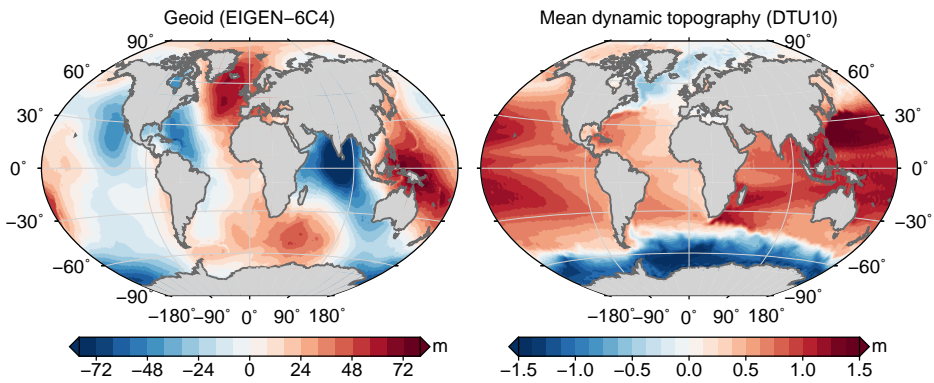 Geoid (EIGEN−6C4)
90°
60°
30°
0°
−30°
−60°
−90°
−180°−90° 0° 90° 180°
−72 −48 −24 0 24 48 72
m
Mean dynamic topography (DTU10)
90°
60°
30°
0°
−30°
−60°
−90°
−180°−90° 0° 90° 180°
−1.5 −1.0 −0.5 0.0 0.5 1.0 1.5
m